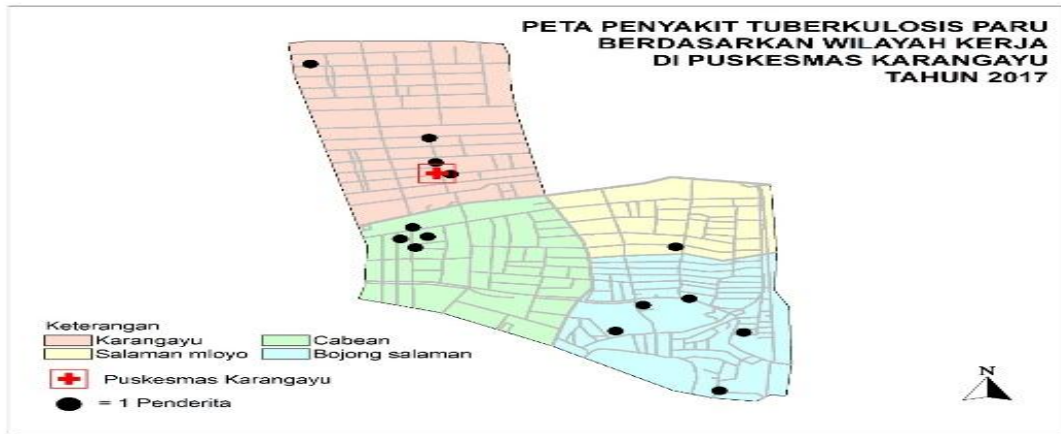 PETA PENYAKIT TUBERKULOSIS PARU
BERDASARKAN WILAYAH KERJA
DI PUSKESMAS KARANGAYU
TAHUN 2017
Keterangan
Karangayu
Cabean
Salaman mloyo
Bojong salaman
Puskesmas Karangayu
= 1 Penderita
N